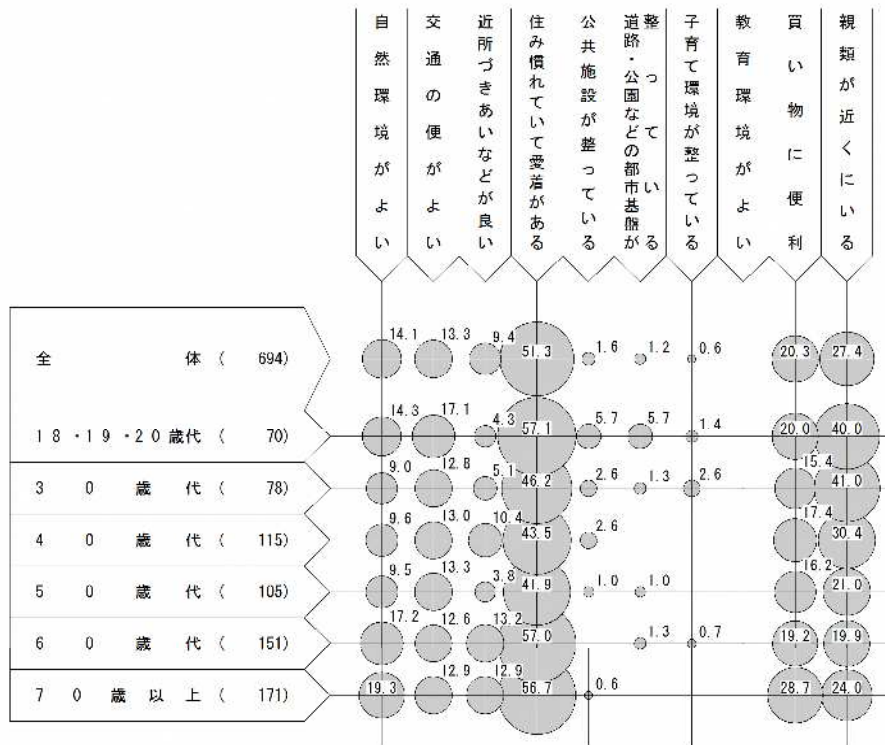 自然環境がよい
交通の便がよい
近所づきあいなどが良い
住み慣れていて愛着がある
公共施設が整っている
道路・公園などの都市基盤が
整っている
子育て環境が整っている
教育環境がよい
買い物に便利
親類が近くにいる
全体( 694) 14.1 13.3 9.4 51.3 1.6 1.2 0.6 20.3 27.4
18・19・20歳代( 70) 14.3 17.1 4.3 57.1 5.7 5.7 1.4 20.0 40.0
30歳代( 78) 9.0 12.8 5.1 46.2 2.6 1.3 2.6 15.4 41.0
40歳代( 115) 9.6 13.0 10.4 43.5 2.6 17.4 30.4
50歳代( 105) 9.5 13.3 3.8 41.9 1.0 1.0 16.2 21.0
60歳代( 151) 17.2 12.6 13.2 57.0 1.3 0.7 19.2 19.9
70歳以上( 171) 19.3 12.9 12.9 56.7 0.6 28.7 24.0